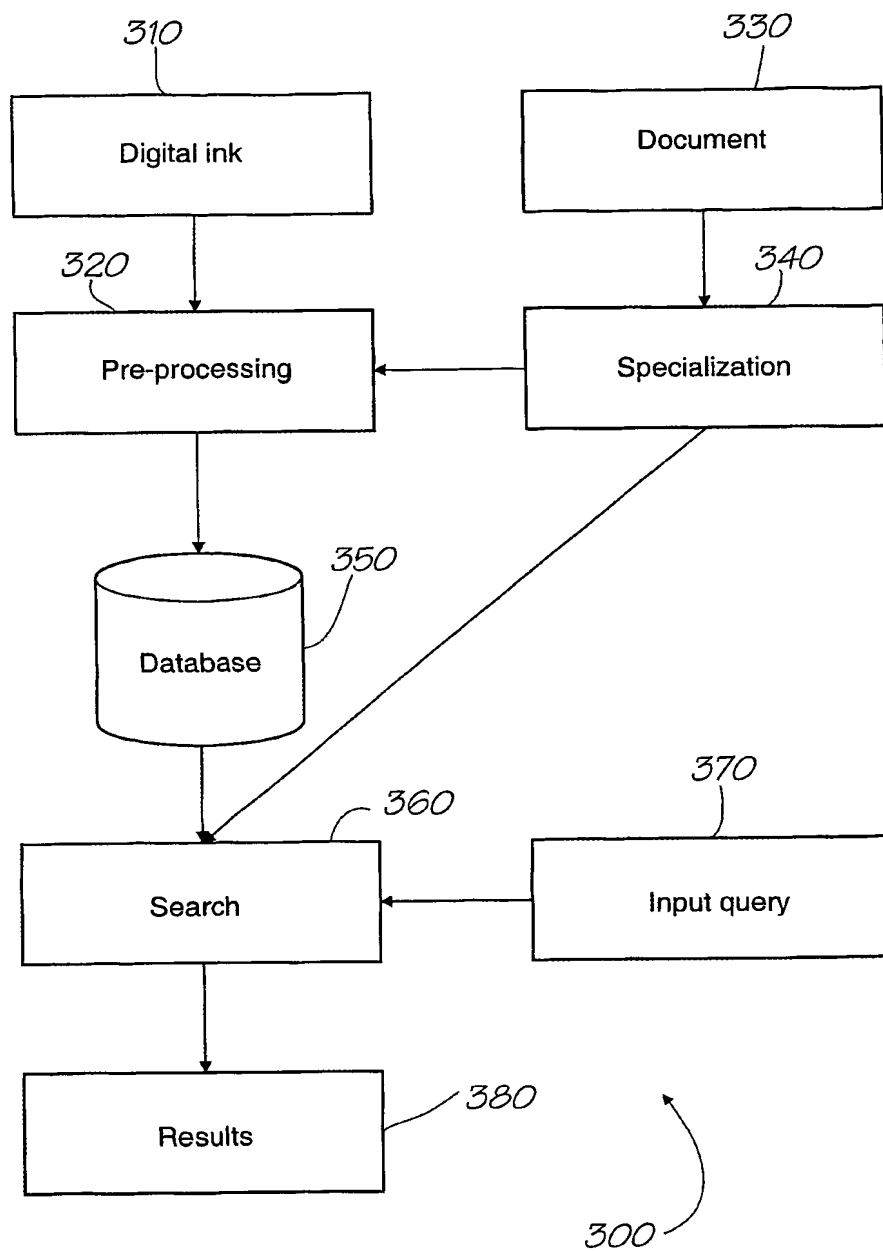 310
330
Digital ink
Document
320
340
Pre-processing
Specialization
350
Database
360
370
Search
Input query
380
Results
300